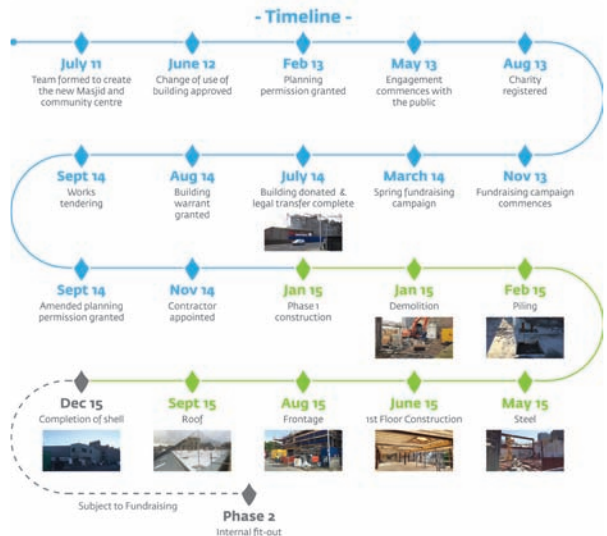 - Timeline -
July 11
Team formed to create
the new Masjid and
community centre
June 12
Change of use of
building approved
Feb 13
Planning
permission granted
May 13
Engagement
commences with
the public
Aug 13
Charity
registered
Nov 13
Fundraising campaign
commences
March 14
Spring fundraising
campaign
July 14
Building donated &
legal transfer complete
Aug 14
Building
warrant
granted
Sept 14
Works
tendering
Sept 14
Amended planning
permission granted
Nov 14
Contractor
appointed
Jan 15
Phase 1
construction
Jan 15
Demolition
Feb 15
Piling
May 15
Steel
June 15
1st Floor Construction
Aug 15
Frontage
Sept 15
Roof
Dec 15
Completion of shell
Subject to Fundraising
Phase 2
Internal fit-out